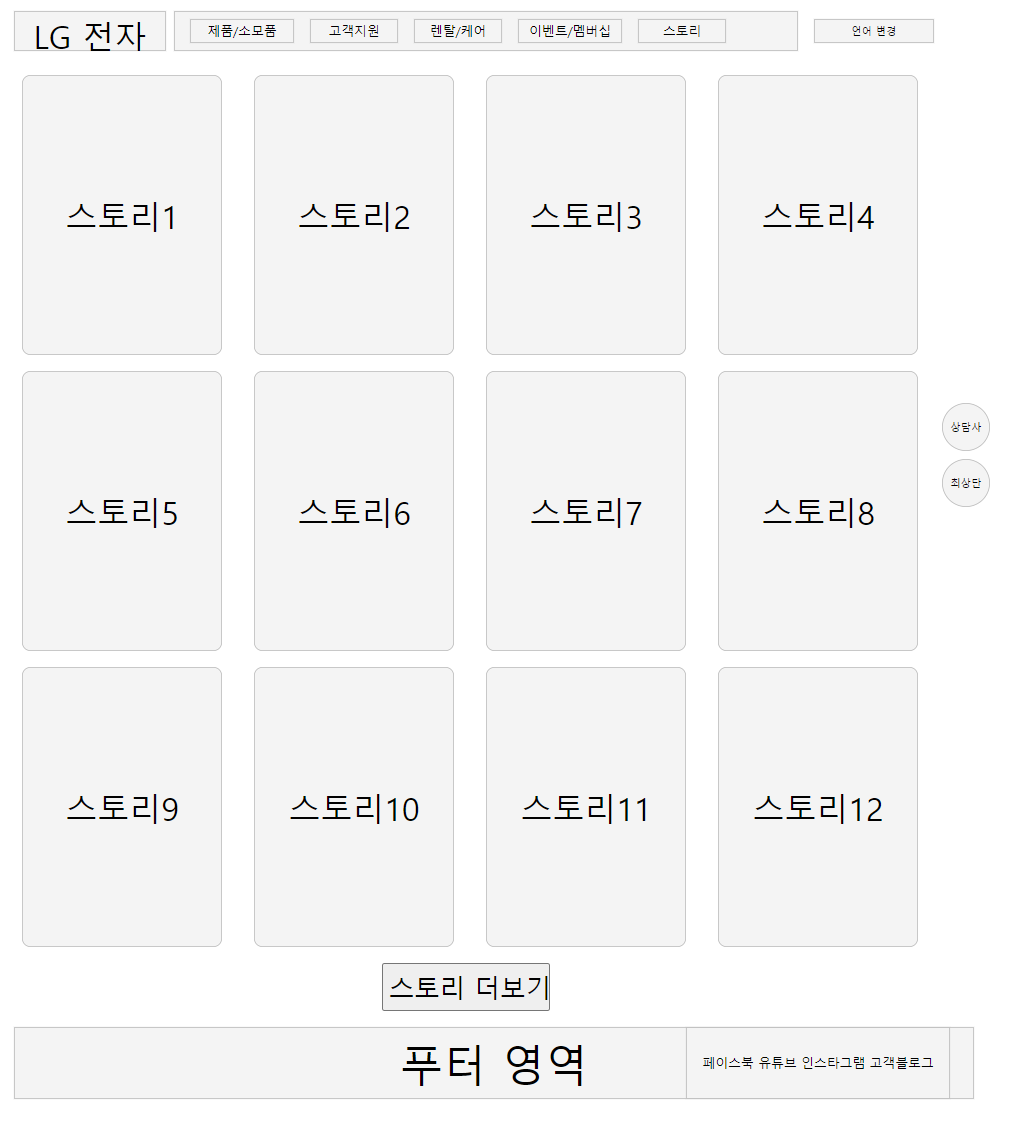 LG 전자
제품/소모품 고객지원 렌탈/케어 이벤트/멤버십 스토리
언어 변경
스토리1 스토리2 스토리3 스토리4
상담사
스토리5 스토리6 스토리7 스토리8
최상단
스토리9 스토리10 스토리11 스토리12
스토리 더보기
푸터 영역
페이스북 유튜브 인스타그램 고객블로그